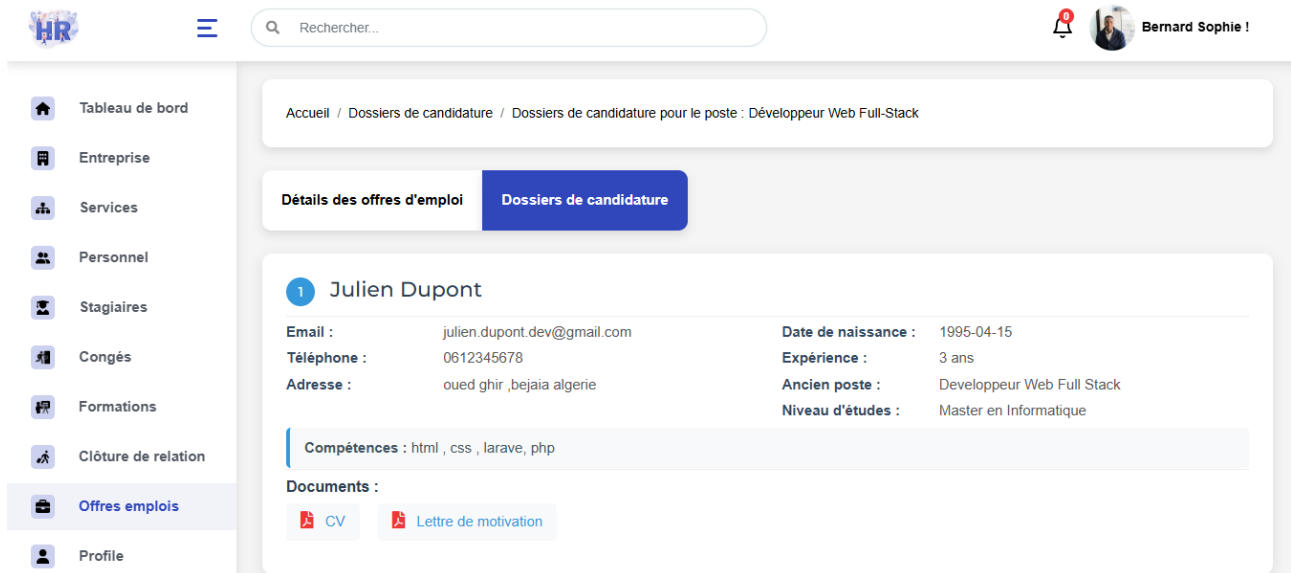 HR
Rechercher...
0
Bernard Sophie !
Tableau de bord
Entreprise
Services
Personnel
Stagiaires
Congés
Formations
Clôture de relation
Offres emplois
Profile
Accueil / Dossiers de candidature / Dossiers de candidature pour le poste : Développeur Web Full-Stack
Détails des offres d'emploi Dossiers de candidature
1 Julien Dupont
Email : julien.dupont.dev@gmail.com Date de naissance : 1995-04-15
Téléphone : 0612345678 Expérience : 3 ans
Adresse : oued ghir ,bejaia algerie Ancien poste : Developpeur Web Full Stack
Niveau d'études : Master en Informatique
Compétences : html , css , larave, php
Documents :
CV Lettre de motivation